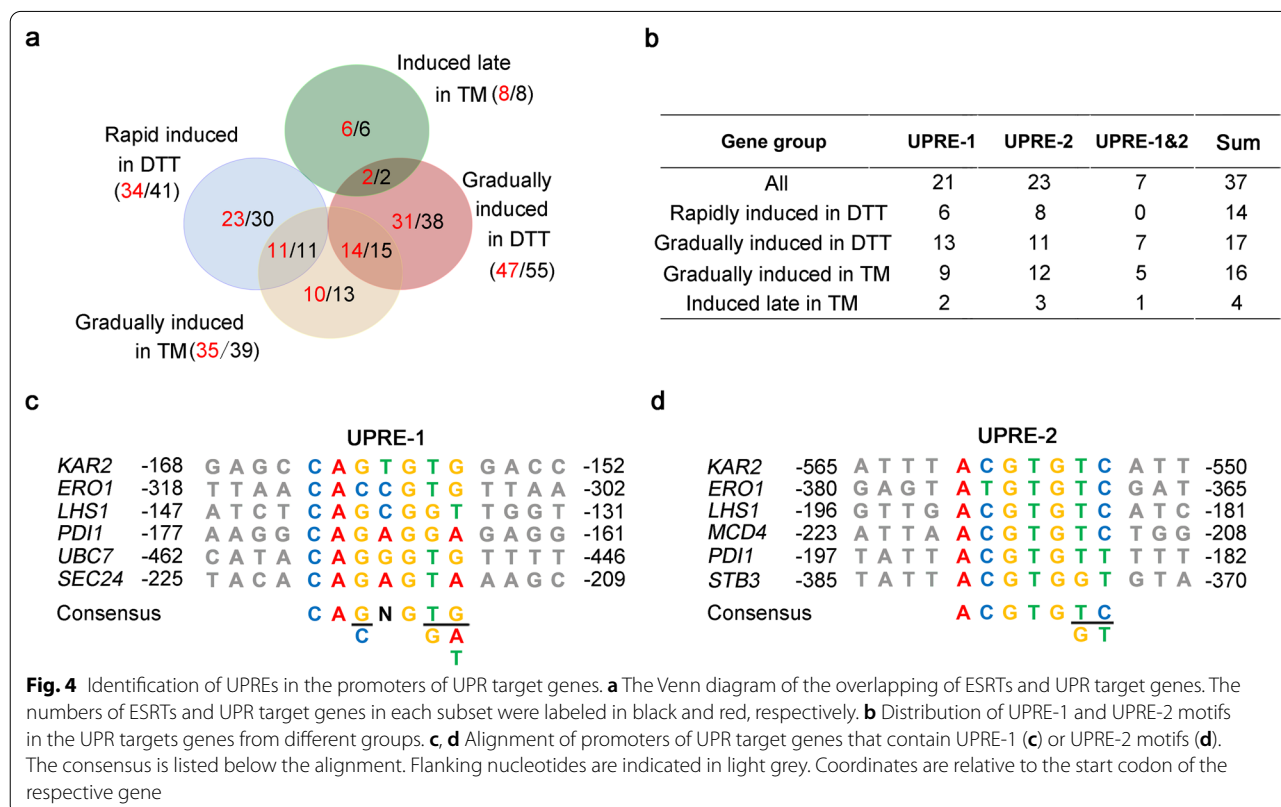 a
Induced late
in TM (8/8)
6/6
Rapid induced
in DTT
(34/41)
2/2
Gradually
induced
in DTT
(47/55)
23/30
31/38
11/11
14/15
10/13
Gradually induced
in TM(35/39)
b
Gene group UPRE-1 UPRE-2 UPRE-1&2 Sum
All 21 23 7 37
Rapidly induced in DTT 6 8 0 14
Gradually induced in DTT 13 11 7 17
Gradually induced in TM 9 12 5 16
Induced late in TM 2 3 1 4
c
UPRE-1
KAR2 -168 G A G C C A G T G T G G A C C -152
ERO1 -318 T T A A C A C C G T G T T A A -302
LHS1 -147 A T C T C A G C G G T T G G T -131
PDI1 -177 A A G G C A G A G G A G A G G -161
UBC7 -462 C A T A C A G G G T G T T T T -446
SEC24 -225 T A C A C A G A G T A A A G C -209
Consensus C A G N G T G
C G A
T
d
UPRE-2
KAR2 -565 A T T T A C G T G T C A T T -550
ERO1 -380 G A G T A T G T G T C G A T -365
LHS1 -196 G T T G A C G T G T C A T C -181
MCD4 -223 A T T A A C G T G T C T G G -208
PDI1 -197 T A T T A C G T G T T T T T -182
STB3 -385 T A T T A C G T G G T G T A -370
Consensus A C G T G T C
G T
Fig. 4 Identification of UPREs in the promoters of UPR target genes. a The Venn diagram of the overlapping of ESRTs and UPR target genes. The
numbers of ESRTs and UPR target genes in each subset were labeled in black and red, respectively. b Distribution of UPRE-1 and UPRE-2 motifs
in the UPR targets genes from different groups. c, d Alignment of promoters of UPR target genes that contain UPRE-1 (c) or UPRE-2 motifs (d).
The consensus is listed below the alignment. Flanking nucleotides are indicated in light grey. Coordinates are relative to the start codon of the
respective gene